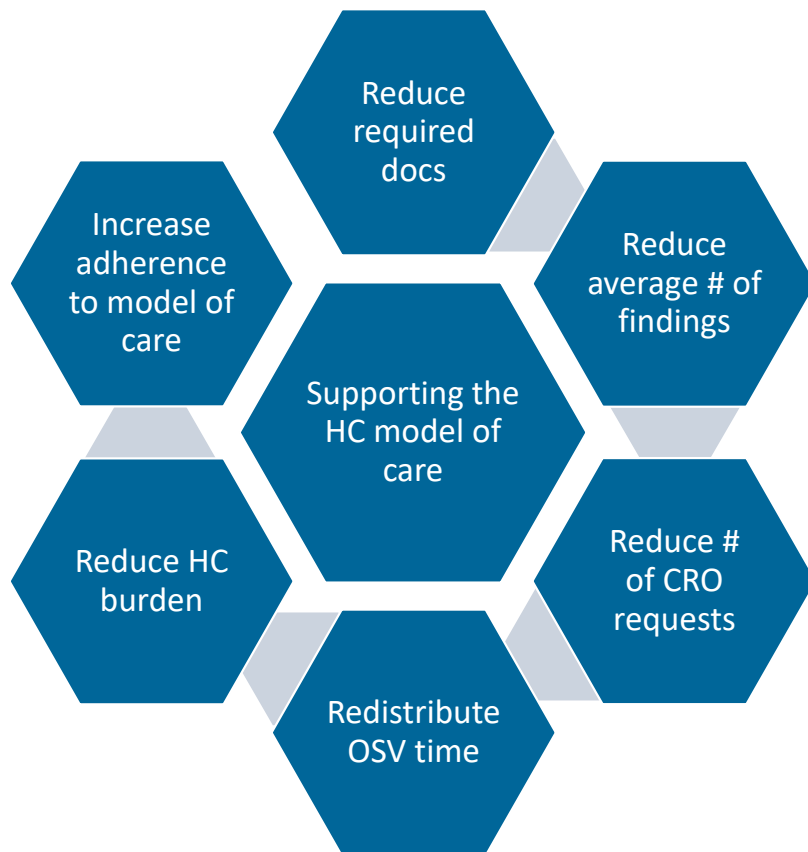 Reduce
required
docs
Reduce
average # of
findings
Reduce #
of CRO
requests
Redistribute
OSV time
Reduce HC
burden
Increase
adherence
to model of
care
Supporting the
HC model of
care